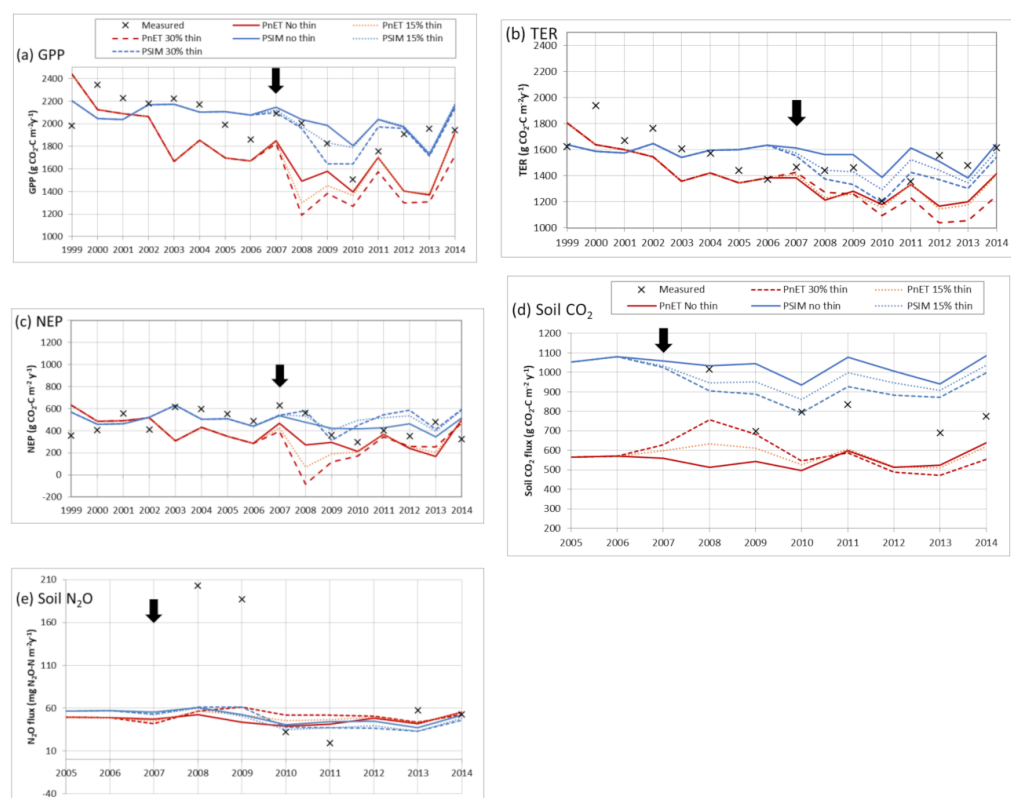 × Measured PnET No thin PnET 15% thin
PnET 30% thin PSIM no thin PSIM 15% thin
PSIM 30% thin
(a) GPP
GPP (g CO₂-C m⁻² y⁻¹)
2400
2200
2000
1800
1600
1400
1200
1000
1999 2000 2001 2002 2003 2004 2005 2006 2007 2008 2009 2010 2011 2012 2013 2014
(b) TER
TER (g CO₂-C m⁻² y⁻¹)
2400
2200
2000
1800
1600
1400
1200
1000
1999 2000 2001 2002 2003 2004 2005 2006 2007 2008 2009 2010 2011 2012 2013 2014
(c) NEP
NEP (g CO₂-C m⁻² y⁻¹)
1400
1200
1000
800
600
400
200
0
-200
1999 2000 2001 2002 2003 2004 2005 2006 2007 2008 2009 2010 2011 2012 2013 2014
× Measured PnET 30% thin PnET 15% thin
PnET No thin PSIM no thin PSIM 15% thin
(d) Soil CO₂
Soil CO₂ flux (g CO₂-C m⁻² y⁻¹)
1200
1100
1000
900
800
700
600
500
400
300
200
2005 2006 2007 2008 2009 2010 2011 2012 2013 2014
(e) Soil N₂O
N₂O flux (mg N₂O-N m⁻²y⁻¹)
210
160
110
60
10
-40
2005 2006 2007 2008 2009 2010 2011 2012 2013 2014